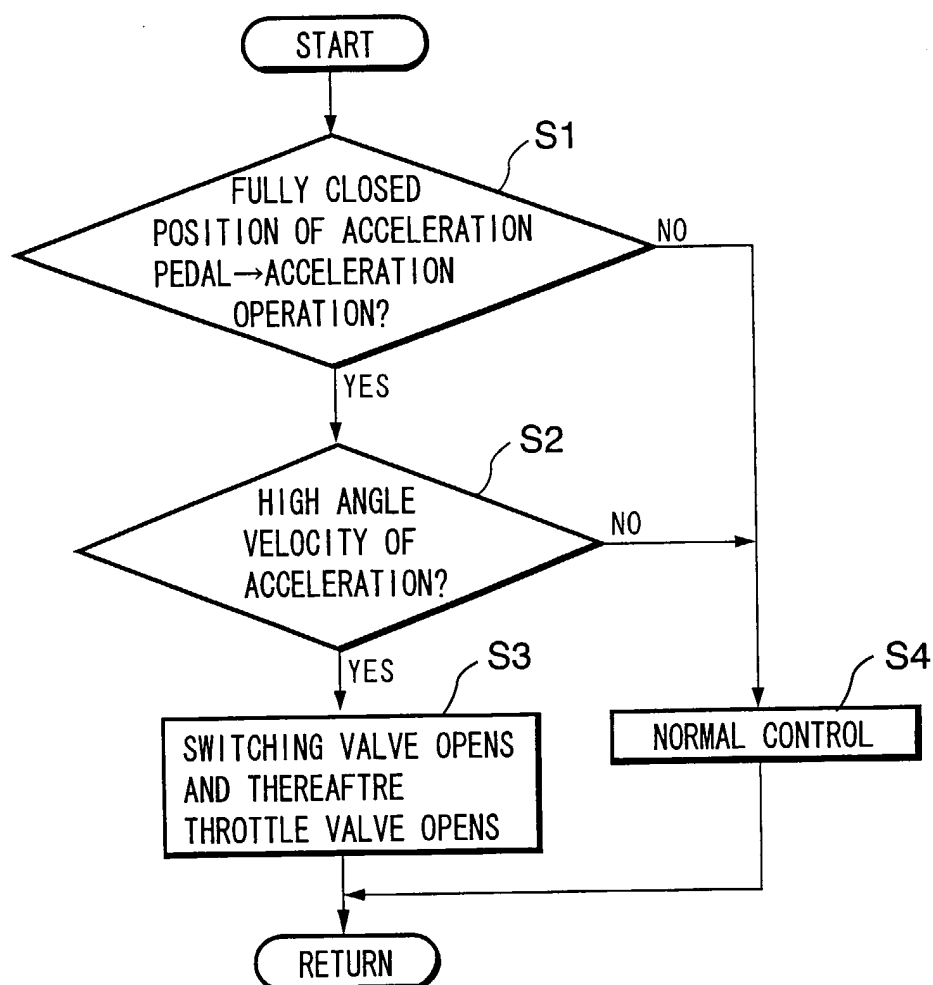 START
S1
FULLY CLOSED
POSITION OF ACCELERATION
PEDAL→ACCELERATION
OPERATION?
NO
YES
S2
HIGH ANGLE
VELOCITY OF
ACCELERATION?
NO
YES
S3
SWITCHING VALVE OPENS
AND THEREAFTRE
THROTTLE VALVE OPENS
S4
NORMAL CONTROL
RETURN